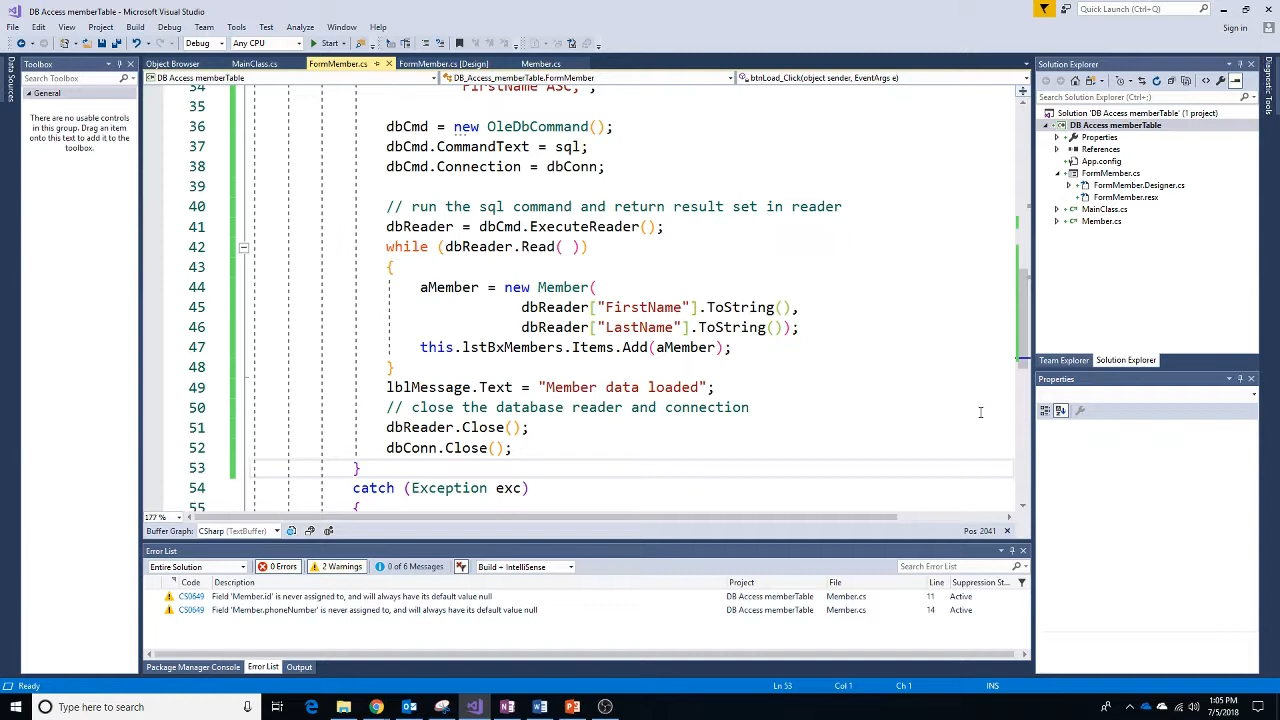 DB Access memberTable - Microsoft Visual Studio
Quick Launch (Ctrl+Q)
File Edit View Project Build Debug Team Tools Test Analyze Window Help
Sign in
Debug Any CPU Start
Toolbox
Search Toolbox
General
There are no usable controls
in this group. Drag an item
onto this text to add it to the
toolbox.
Data Sources
Object Browser MainClass.cs FormMember.cs FormMember.cs [Design] Member.cs
DB Access memberTable DB_Access_memberTable.FormMember btnLoad_Click(object sender, EventArgs e)
34 "FirstName ASC;";
35
36 dbCmd = new OleDbCommand();
37 dbCmd.CommandText = sql;
38 dbCmd.Connection = dbConn;
39
40 // run the sql command and return result set in reader
41 dbReader = dbCmd.ExecuteReader();
42 while (dbReader.Read( ))
43 {
44 aMember = new Member(
45 dbReader["FirstName"].ToString(),
46 dbReader["LastName"].ToString());
47 this.lstBxMembers.Items.Add(aMember);
48 }
49 lblMessage.Text = "Member data loaded";
50 // close the database reader and connection
51 dbReader.Close();
52 dbConn.Close();
53 }
54 catch (Exception exc)
55 {
177 %
Buffer Graph: CSharp (TextBuffer) Pos 2041
Error List
Entire Solution 0 Errors 2 Warnings 0 of 6 Messages Build + IntelliSense Search Error List
Code Description Project File Line Suppression St...
CS0649 Field 'Member.id' is never assigned to, and will always have its default value null DB Access memberTable Member.cs 11 Active
CS0649 Field 'Member.phoneNumber' is never assigned to, and will always have its default value null DB Access memberTable Member.cs 14 Active
Package Manager Console Error List Output
Solution Explorer
Search Solution Explorer (Ctrl+;)
Solution 'DB Access memberTable' (1 project)
DB Access memberTable
Properties
References
App.config
FormMember.cs
FormMember.Designer.cs
FormMember.resx
MainClass.cs
Member.cs
Team Explorer Solution Explorer
Properties
Diagnostic Tools
Ready Ln 53 Col 1 Ch 1 INS
Type here to search
1:05 PM
7/5/2018